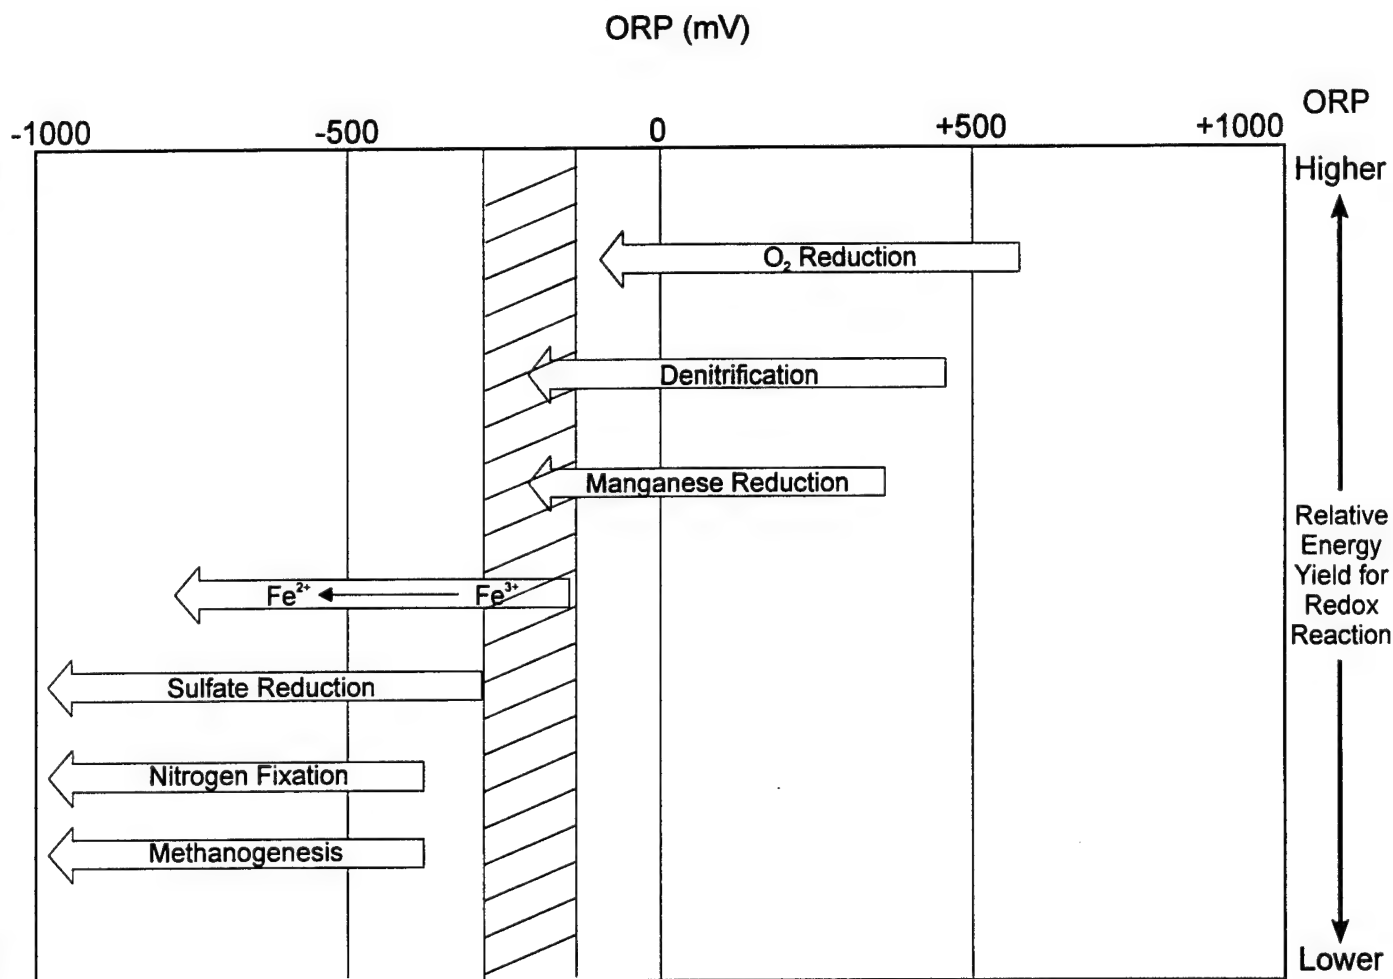 ORP (mV)
ORP
-1000 -500 0 +500 +1000
Higher
O₂ Reduction
Denitrification
Manganese Reduction
Relative
Energy
Yield for
Redox
Reaction
Fe²⁺ Fe³⁺
Sulfate Reduction
Nitrogen Fixation
Methanogenesis
Lower